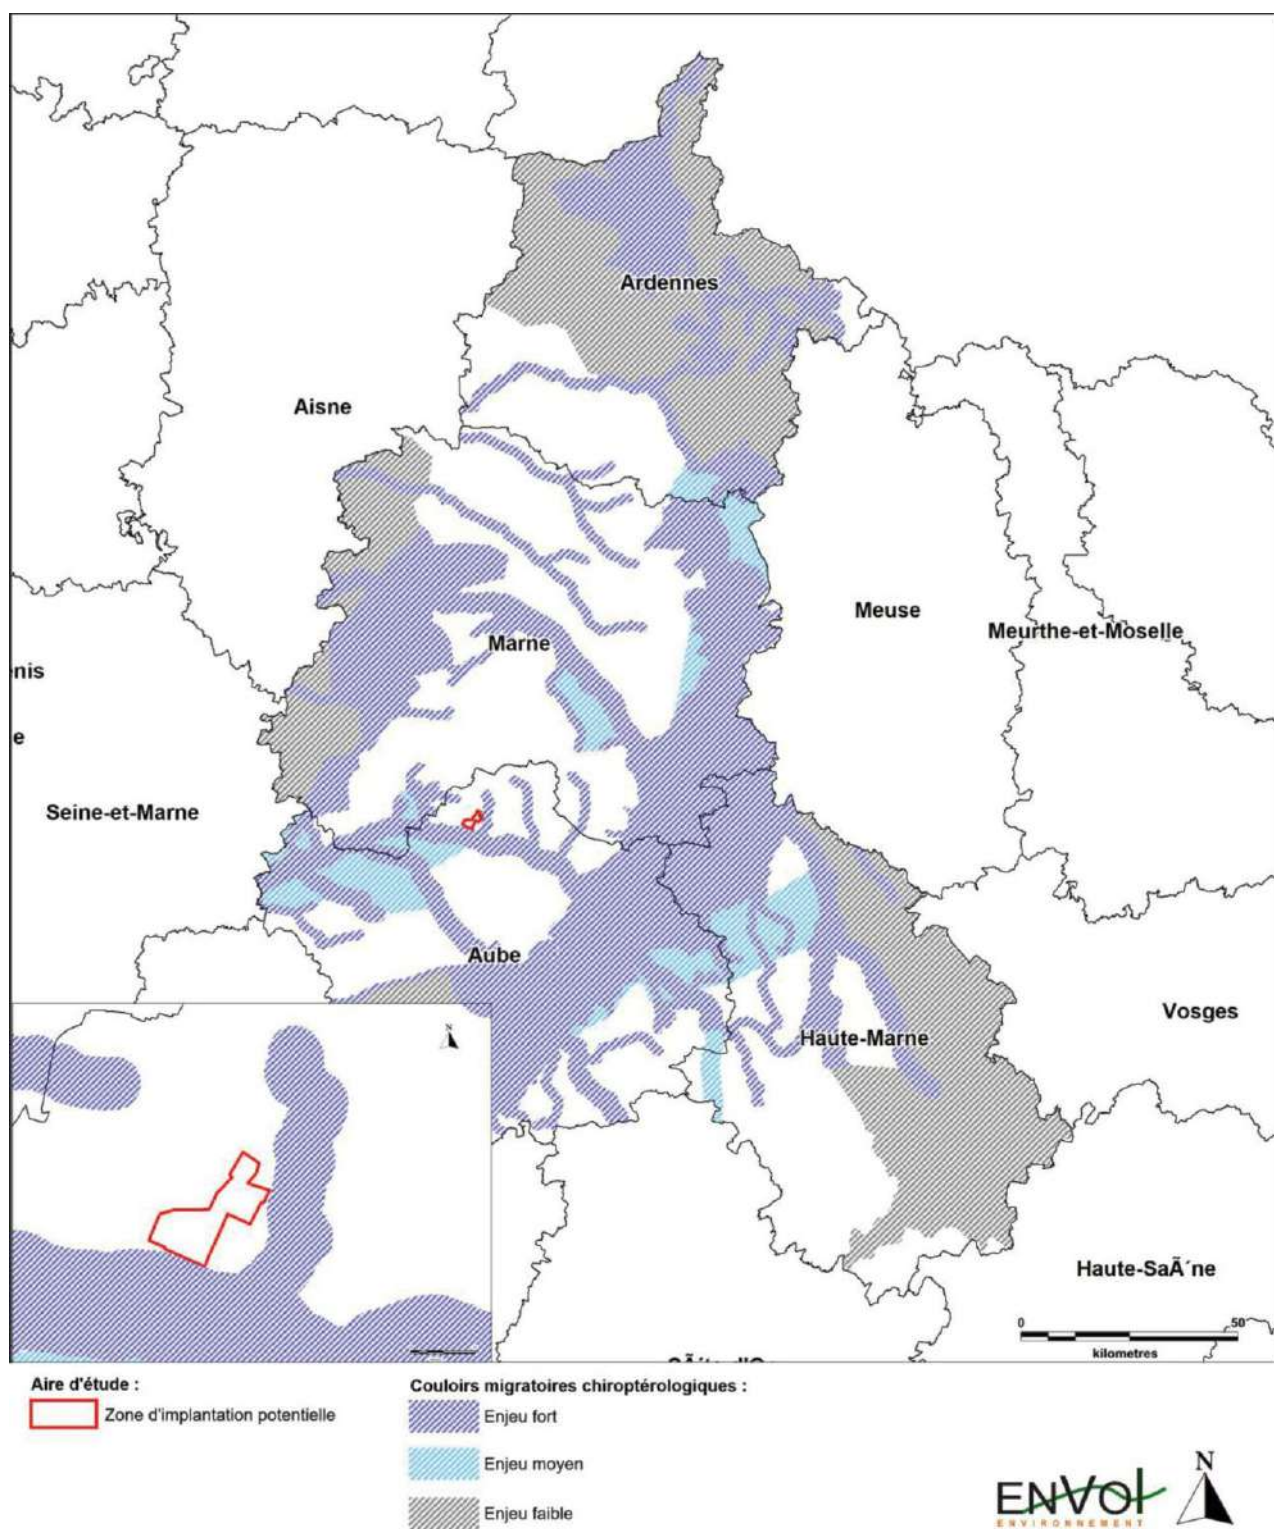 Ardennes
Aisne
Meuse
Meurthe-et-Moselle
Marne
enis
e
Seine-et-Marne
Aube
Vosges
Haute-Marne
N
Haute-SaÃ´ne
0 50
kilometres
Aire d'étude :
Zone d'implantation potentielle
Couloirs migratoires chiroptérologiques :
Enjeu fort
Enjeu moyen
Enjeu faible
ENVOl
ENVIRONNEMENT
N